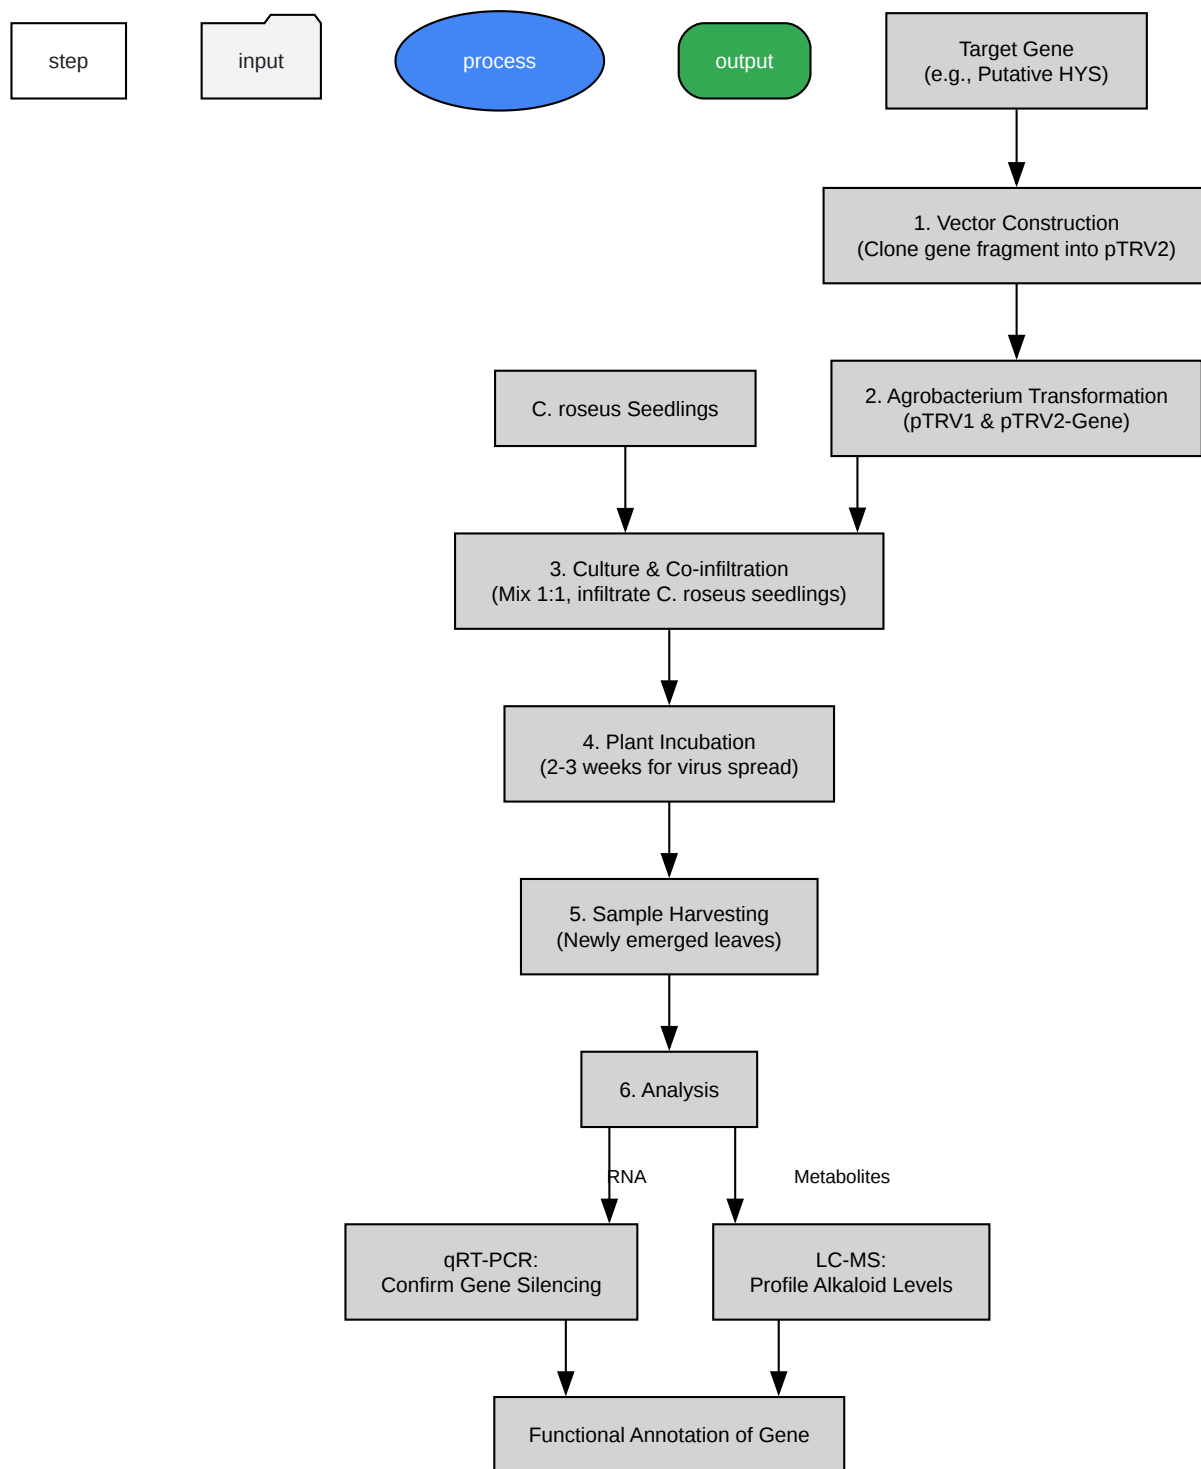 step
input
process
output
Target Gene
(e.g., Putative HYS)
1. Vector Construction
(Clone gene fragment into pTRV2)
C. roseus Seedlings
2. Agrobacterium Transformation
(pTRV1 & pTRV2-Gene)
3. Culture & Co-infiltration
(Mix 1:1, infiltrate C. roseus seedlings)
4. Plant Incubation
(2-3 weeks for virus spread)
5. Sample Harvesting
(Newly emerged leaves)
6. Analysis
RNA
Metabolites
qRT-PCR:
Confirm Gene Silencing
LC-MS:
Profile Alkaloid Levels
Functional Annotation of Gene